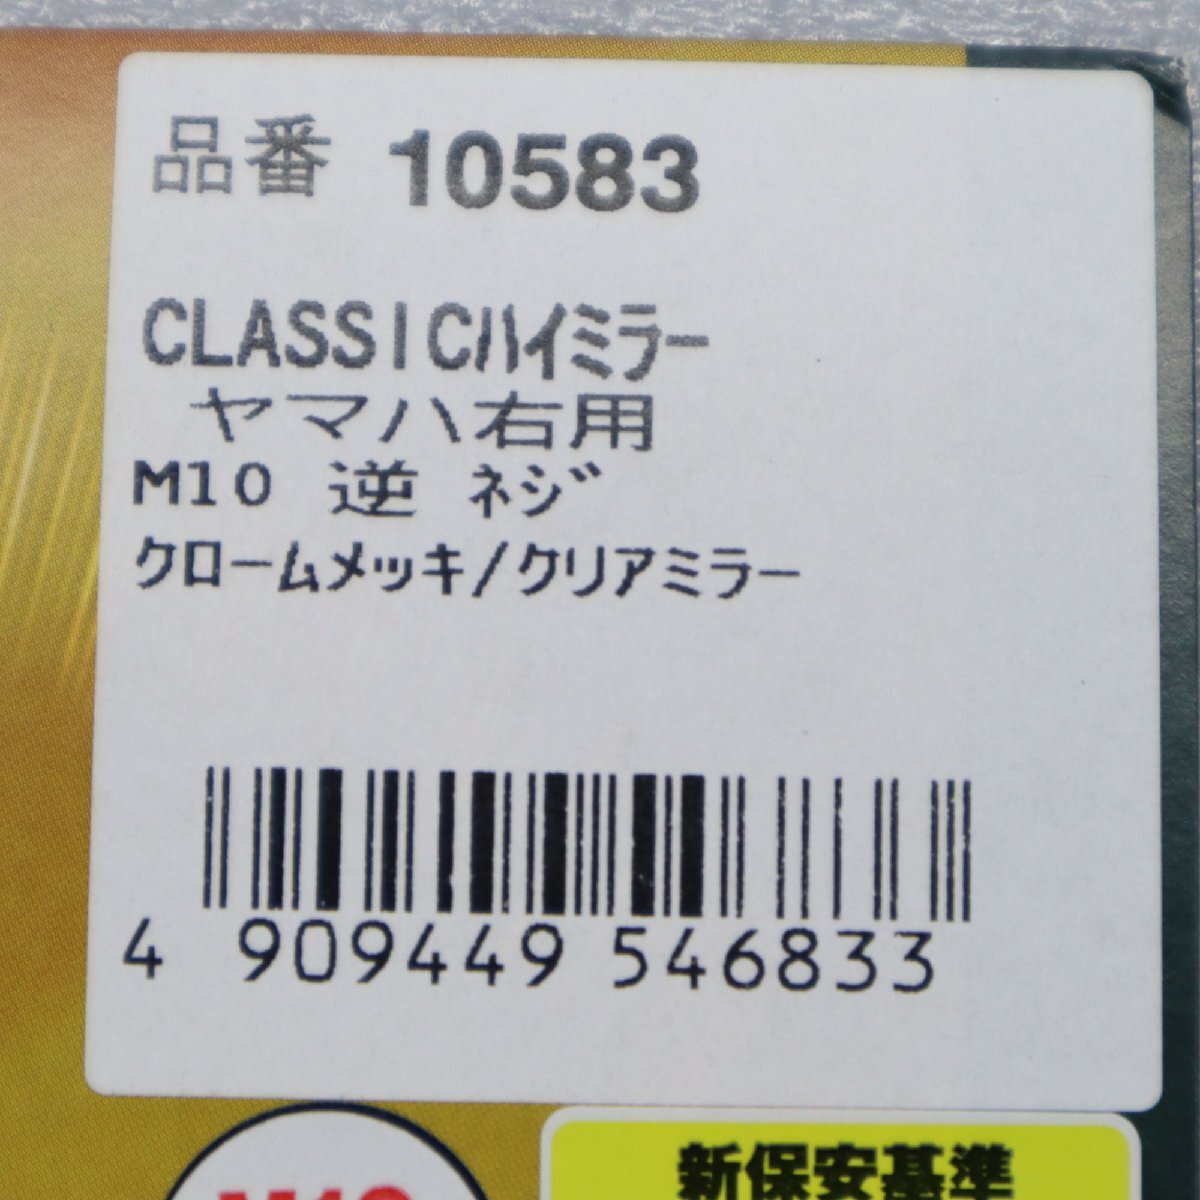 品番 10583
CLASSICハイミラー
ヤマハ右用
M10 逆 ネジ
クロームメッキ/クリアミラー
4 909449 546833
新保安基準